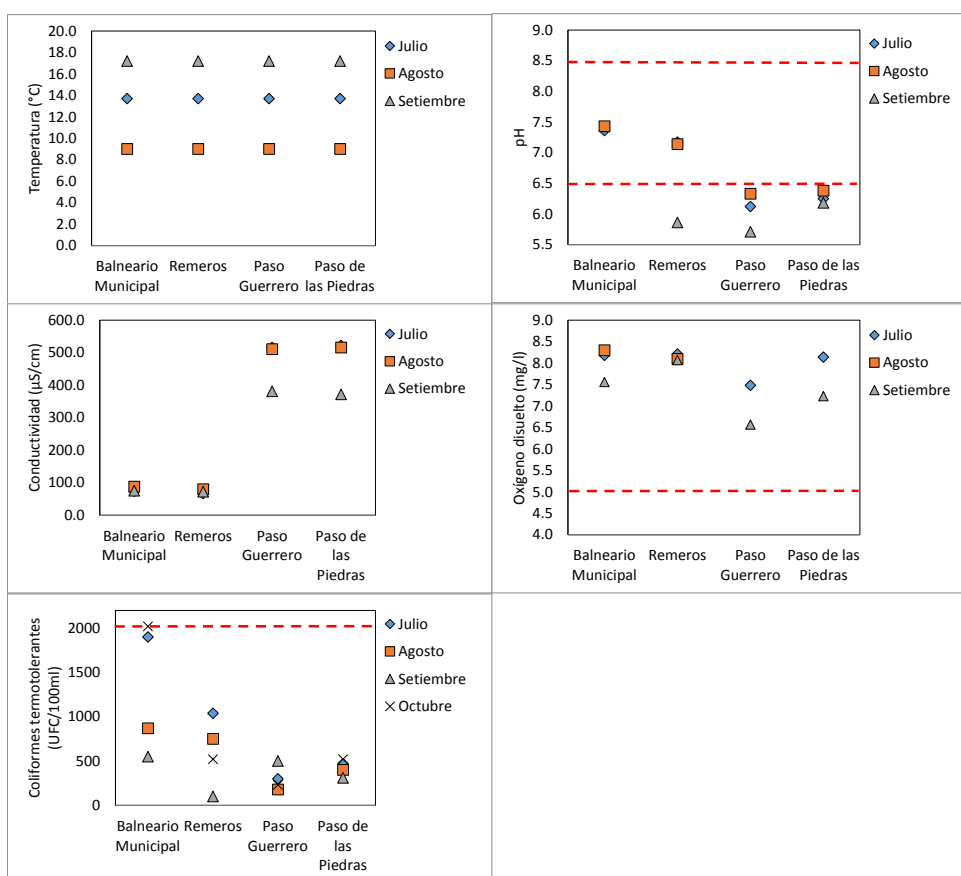 Temperatura (°C)
20.0
18.0
16.0
14.0
12.0
10.0
8.0
6.0
4.0
2.0
0.0
Balneario
Municipal
Remeros
Paso
Guerrero
Paso de
las Piedras
Julio
Agosto
Setiembre
pH
9.0
8.5
8.0
7.5
7.0
6.5
6.0
5.5
Balneario
Municipal
Remeros
Paso
Guerrero
Paso de las
Piedras
Julio
Agosto
Setiembre
Conductividad (µS/cm)
600.0
500.0
400.0
300.0
200.0
100.0
0.0
Balneario
Municipal
Remeros
Paso
Guerrero
Paso de
las
Piedras
Julio
Agosto
Setiembre
Oxígeno disuelto (mg/l)
9.0
8.5
8.0
7.5
7.0
6.5
6.0
5.5
5.0
4.5
4.0
Balneario
Municipal
Remeros
Paso
Guerrero
Paso de las
Piedras
Julio
Agosto
Setiembre
Coliformes termotolerantes
(UFC/100ml)
2000
1500
1000
500
0
Balneario
Municipal
Remeros
Paso
Guerrero
Paso de
las
Piedras
Julio
Agosto
Setiembre
Octubre